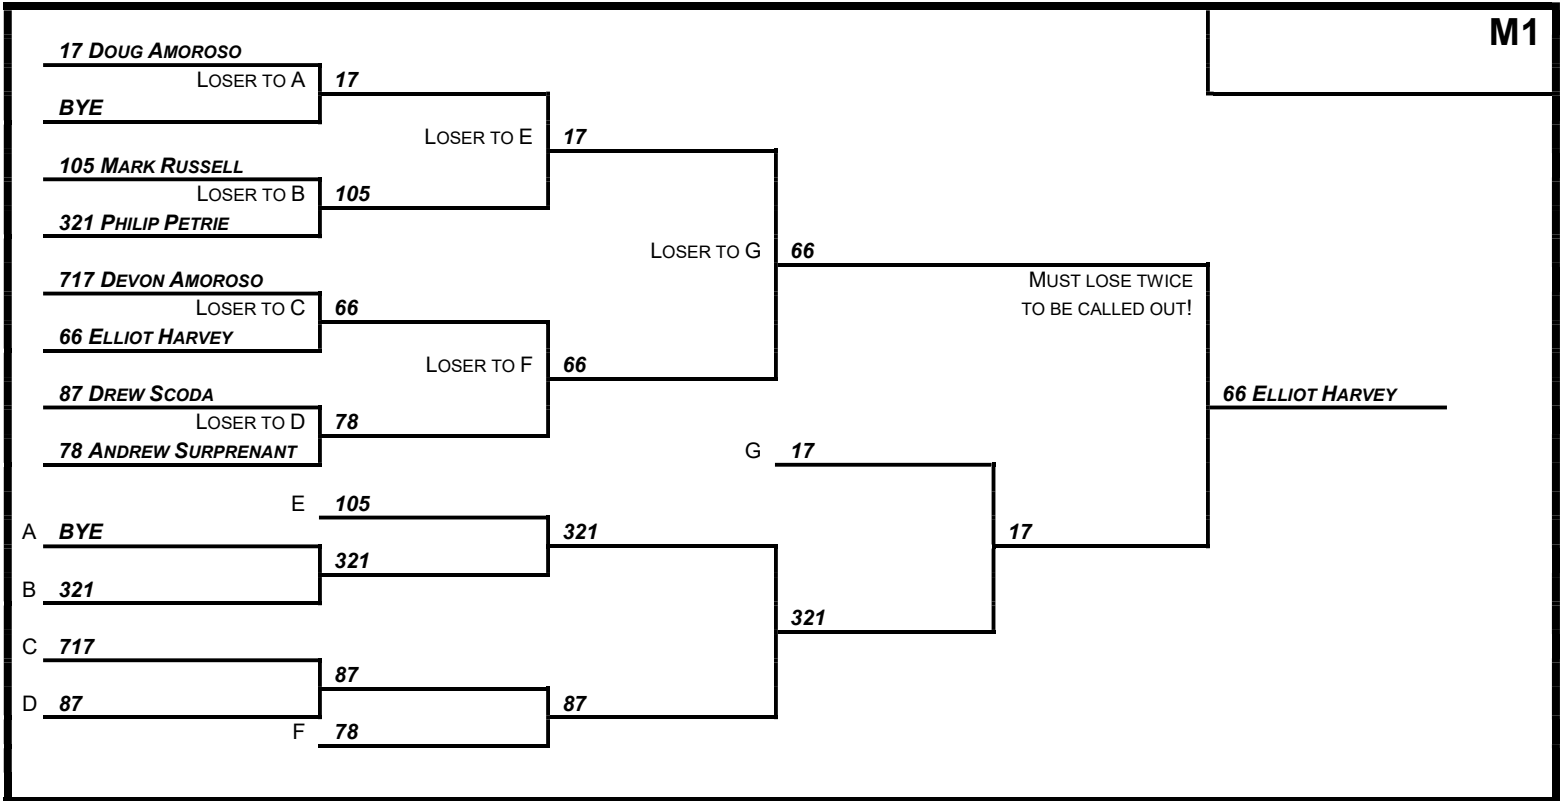 M1
17 DOUG AMOROSO
LOSER TO A 17
BYE
LOSER TO E 17
105 MARK RUSSELL
LOSER TO B 105
321 PHILIP PETRIE
LOSER TO G 66
717 DEVON AMOROSO
MUST LOSE TWICE
LOSER TO C 66
TO BE CALLED OUT!
66 ELLIOT HARVEY
LOSER TO F 66
87 DREW SCODA
66 ELLIOT HARVEY
LOSER TO D 78
78 ANDREW SURPRENANT
G 17
E 105
A BYE
321
17
321
B 321
321
C 717
87
D 87
87
F 78